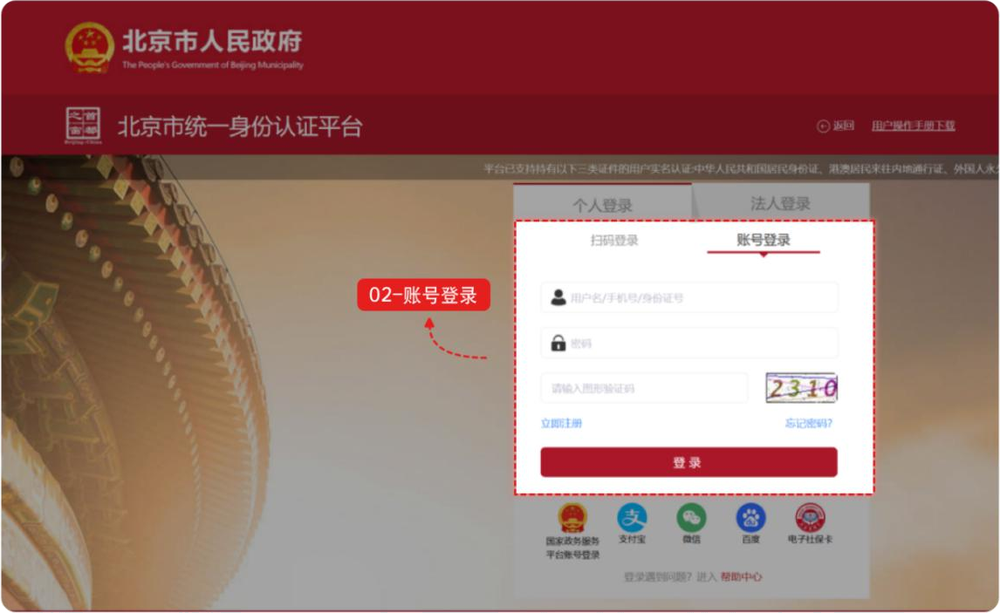 北京市人民政府
The People's Government of Beijing Municipality
首都之窗
Beijing-China
北京市统一身份认证平台
返回 用户操作手册下载
平台已支持持有以下三类证件的用户实名认证:中华人民共和国居民身份证、港澳居民来往内地通行证、外国人永
个人登录 法人登录
扫码登录 账号登录
02-账号登录
用户名/手机号/身份证号
密码
请输入图形验证码 2310
立即注册 忘记密码?
登录
国家政务服务
平台账号登录
支付宝
微信
百度
电子社保卡
登录遇到问题? 进入 帮助中心